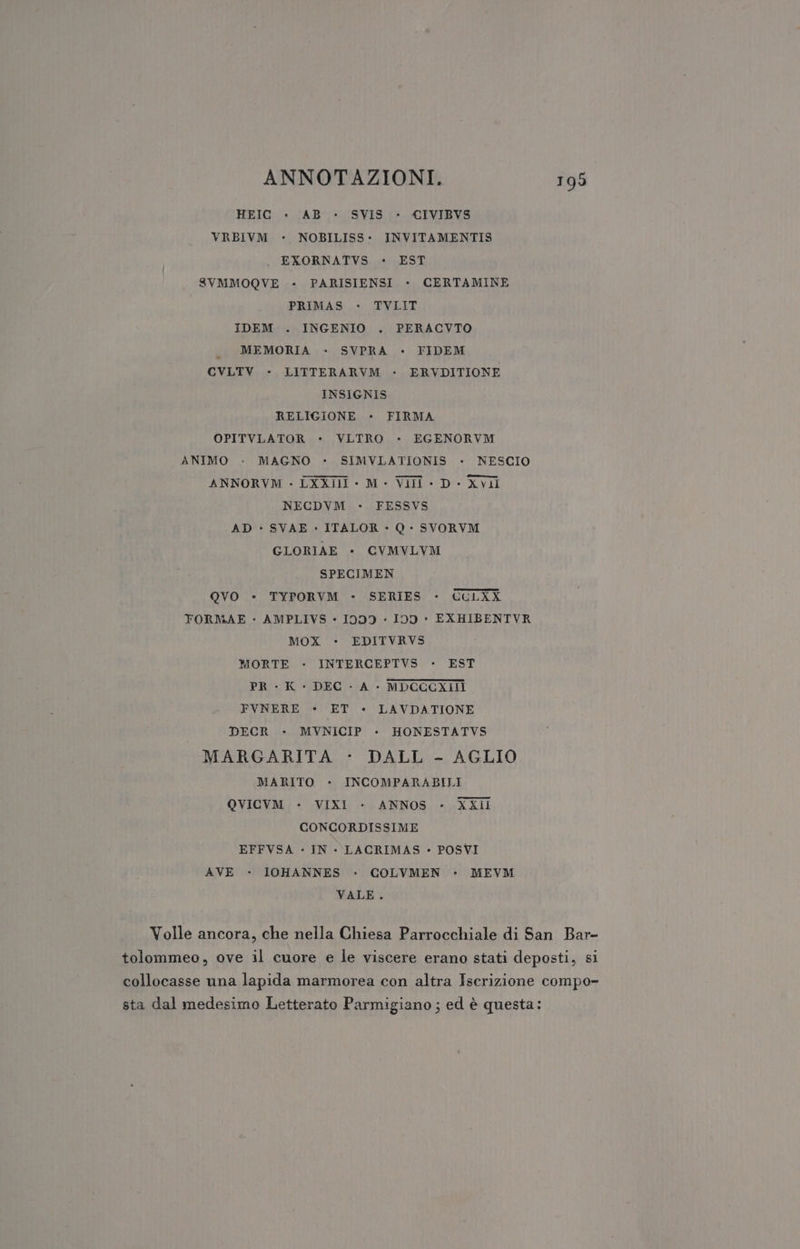 ANNOTAZIONI. 195
HEIC · AB · SVIS · CIVIBVS
VRBIVM · NOBILISS · INVITAMENTIS
EXORNATVS · EST
SVMMOQVE · PARISIENSI · CERTAMINE
PRIMAS · TVLIT
IDEM . INGENIO . PERACVTO
MEMORIA · SVPRA · FIDEM
CVLTV · LITTERARVM · ERVDITIONE
INSIGNIS
RELIGIONE · FIRMA
OPITVLATOR · VLTRO · EGENORVM
ANIMO · MAGNO · SIMVLATIONIS · NESCIO
ANNORVM · LXXIII · M · VIII · D · XVII
NECDVM · FESSVS
AD · SVAE · ITALOR · Q · SVORVM
GLORIAE · CVMVLVM
SPECIMEN
QVO · TYPORVM · SERIES · CCLXX
FORMAE · AMPLIVS · IↃↃↃ · IↃↃ · EXHIBENTVR
MOX · EDITVRVS
MORTE · INTERCEPTVS · EST
PR · K · DEC · A · MDCCCXIII
FVNERE · ET · LAVDATIONE
DECR · MVNICIP · HONESTATVS
MARGARITA · DALL - AGLIO
MARITO · INCOMPARABILI
QVICVM · VIXI · ANNOS · XXII
CONCORDISSIME
EFFVSA · IN · LACRIMAS · POSVI
AVE · IOHANNES · COLVMEN · MEVM
VALE .
Volle ancora, che nella Chiesa Parrocchiale di San Bar-
tolommeo, ove il cuore e le viscere erano stati deposti, si
collocasse una lapida marmorea con altra Iscrizione compo-
sta dal medesimo Letterato Parmigiano ; ed è questa: